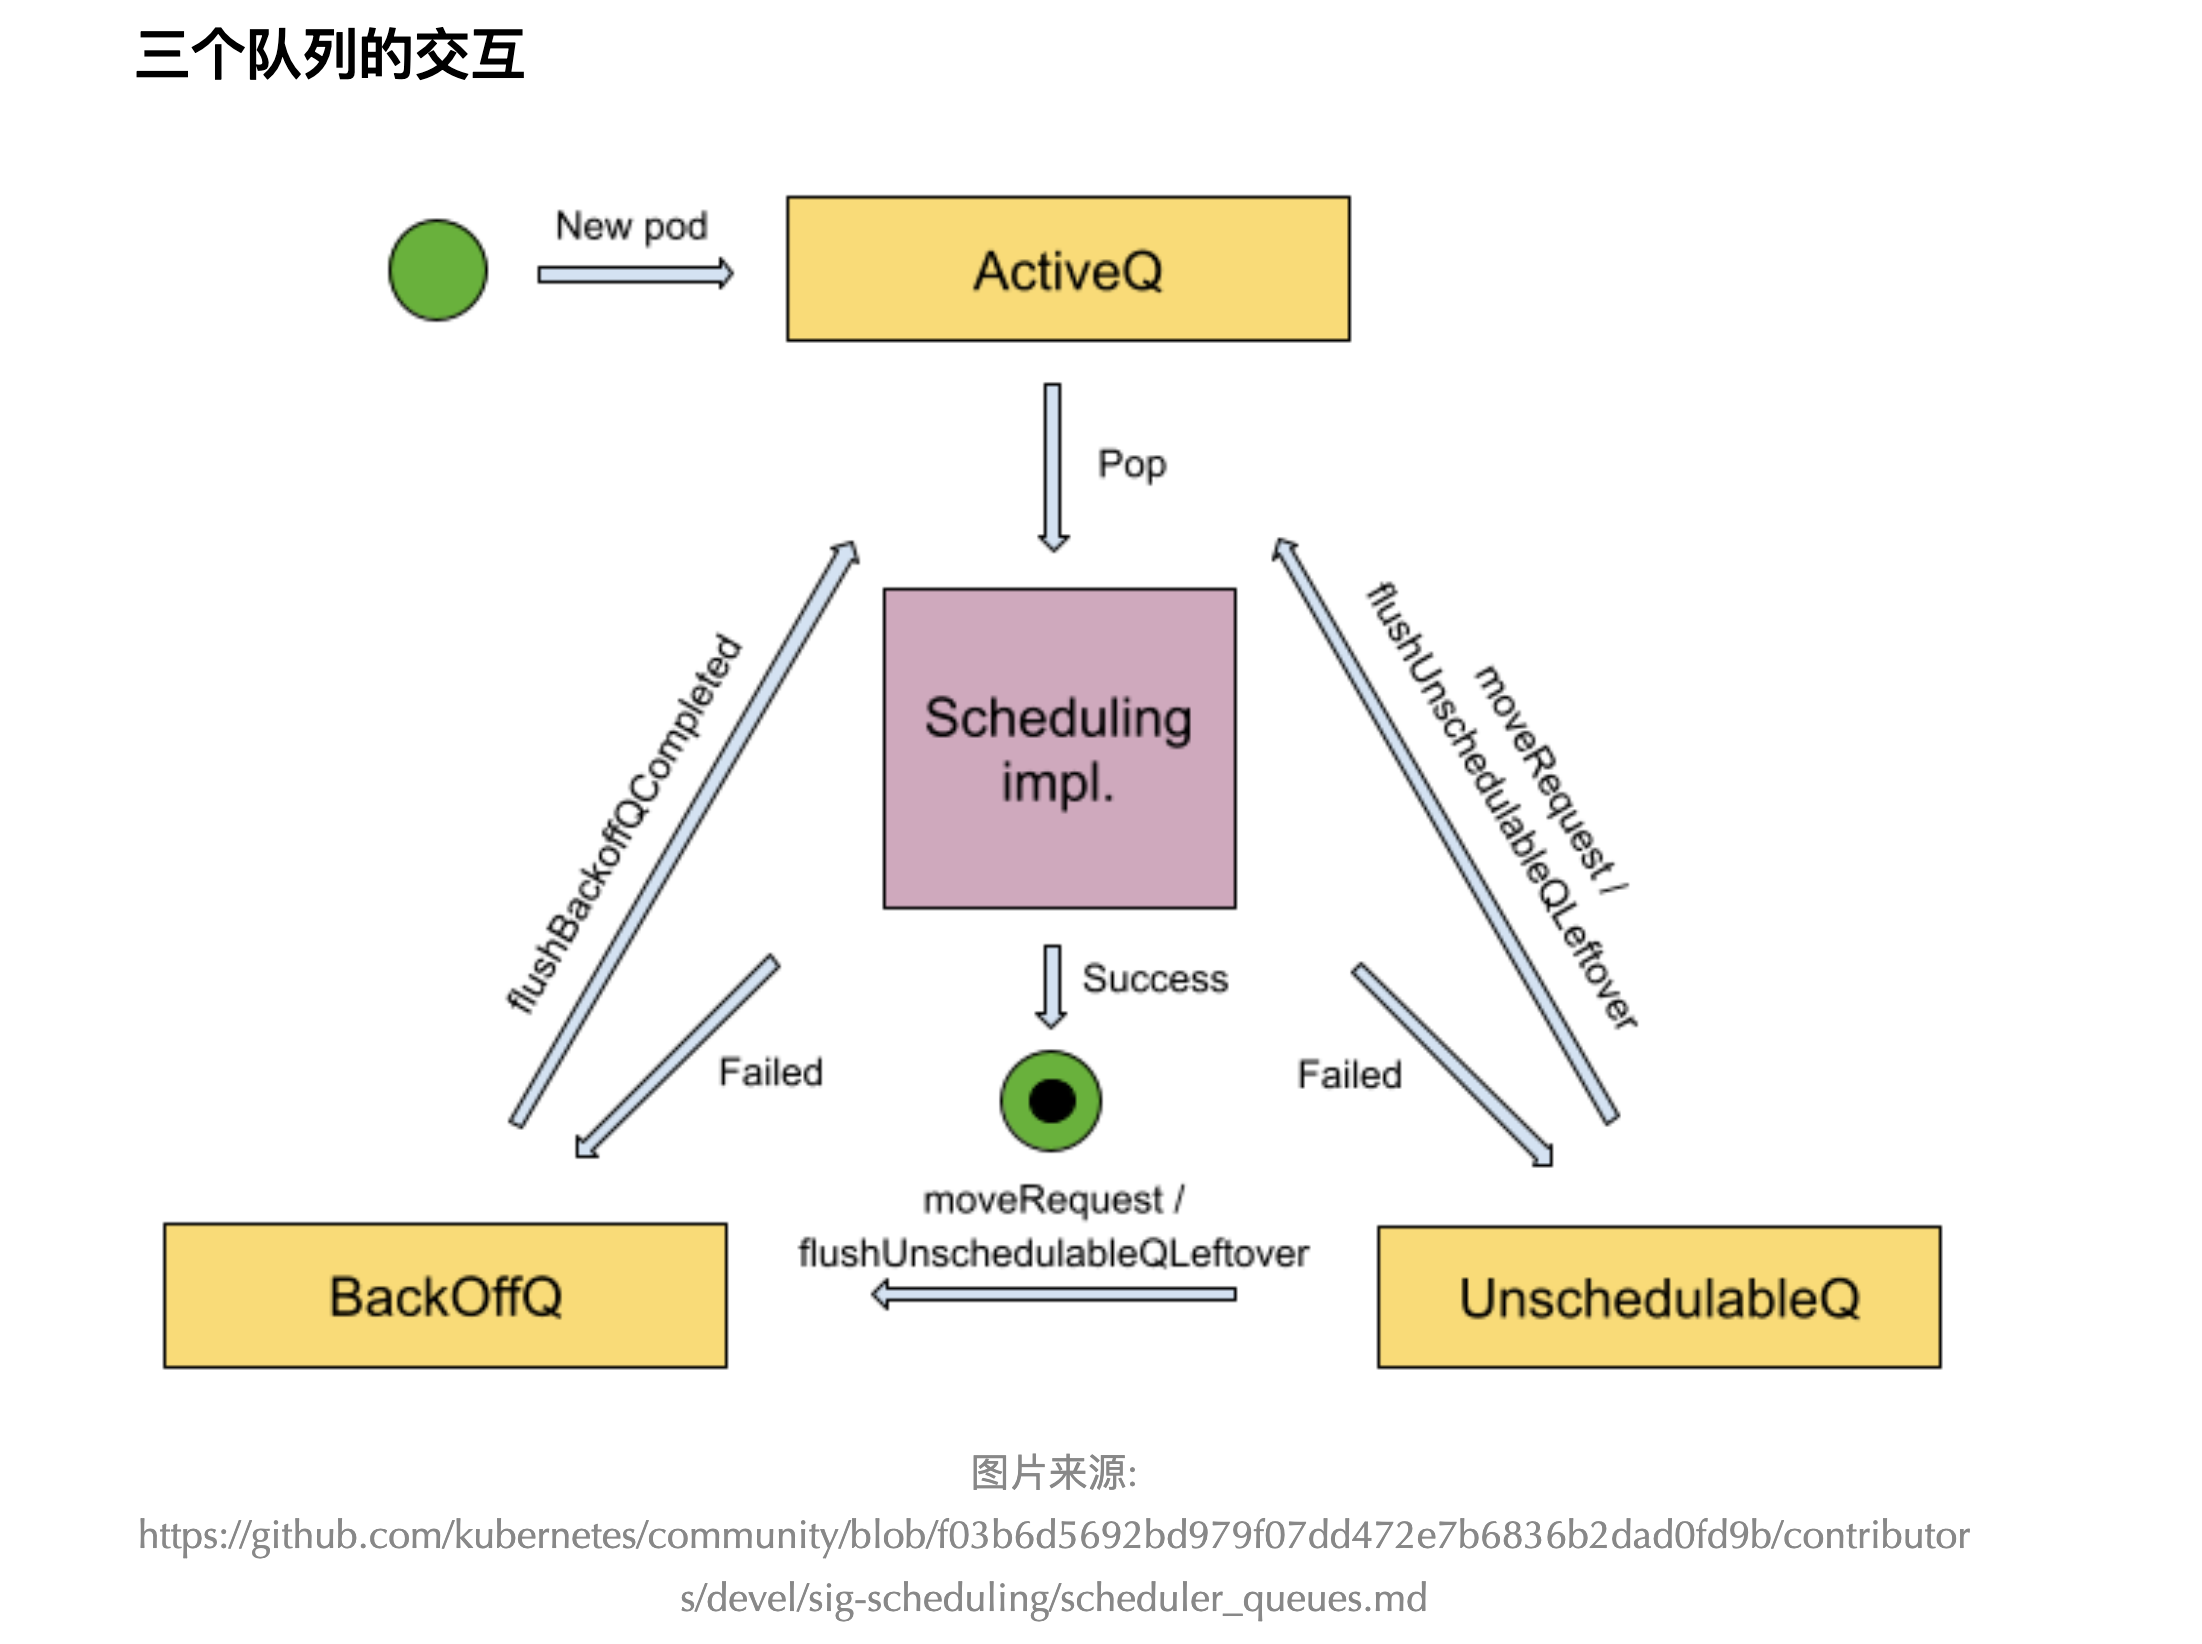 三个队列的交互
New pod
ActiveQ
Pop
flushBackoffQCompleted
Scheduling
impl.
moveRequest /
flushUnschedulableQLeftover
Failed
Success
Failed
moveRequest /
flushUnschedulableQLeftover
BackOffQ
UnschedulableQ
图片来源:
https://github.com/kubernetes/community/blob/f03b6d5692bd979f07dd472e7b6836b2dad0fd9b/contributor
s/devel/sig-scheduling/scheduler_queues.md